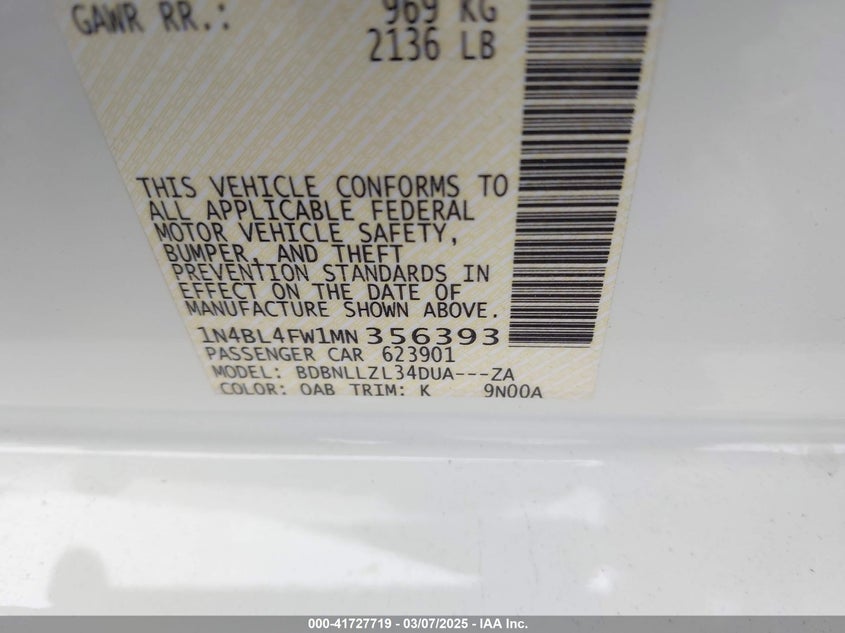 GAWR RR.: 969 KG
2136 LB
THIS VEHICLE CONFORMS TO
ALL APPLICABLE FEDERAL
MOTOR VEHICLE SAFETY,
BUMPER, AND THEFT
PREVENTION STANDARDS IN
EFFECT ON THE DATE OF
MANUFACTURE SHOWN ABOVE.
1N4BL4FW1MN356393
PASSENGER CAR 623901
MODEL: BDBNLLZL34DUA---ZA
COLOR: QAB TRIM: K 9N00A
000-41727719 - 03/07/2025 - IAA Inc.